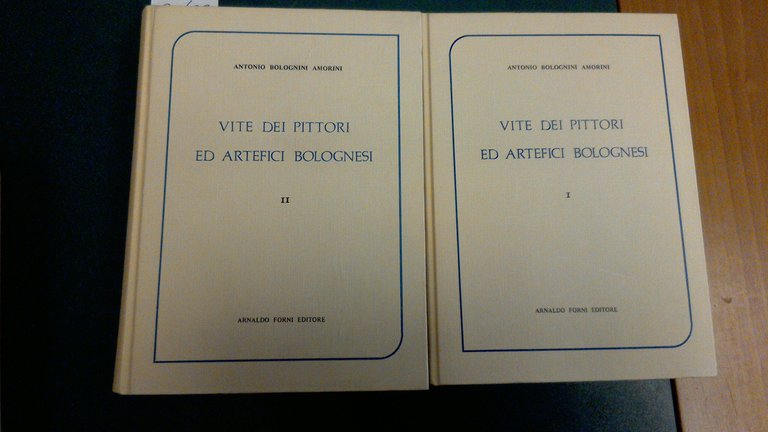 ANTONIO BOLOGNINI AMORINI
VITE DEI PITTORI
ED ARTEFICI BOLOGNESI
II
ARNALDO FORNI EDITORE
ANTONIO BOLOGNINI AMORINI
VITE DEI PITTORI
ED ARTEFICI BOLOGNESI
I
ARNALDO FORNI EDITORE